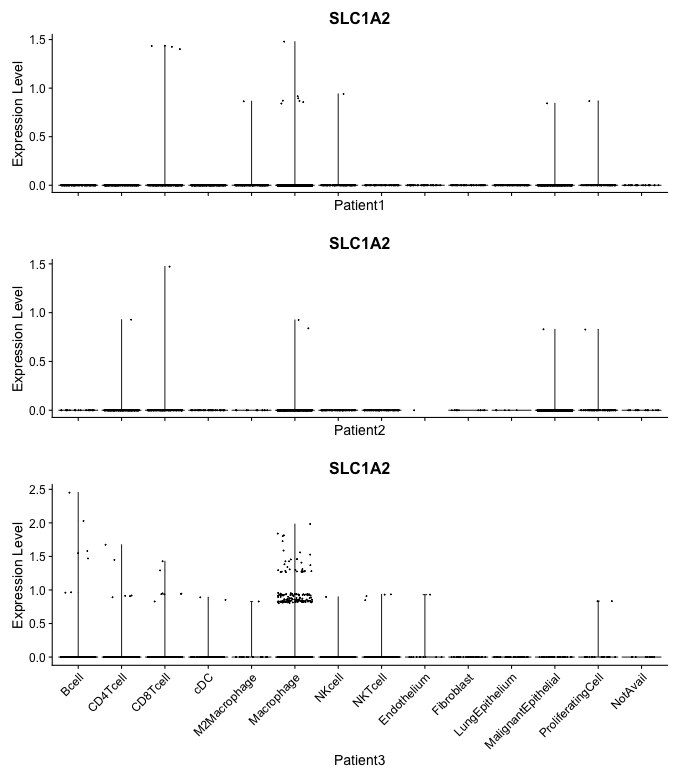 SLC1A2
Expression Level
1.5
1.0
0.5
0.0
Patient1
SLC1A2
Expression Level
1.5
1.0
0.5
0.0
Patient2
SLC1A2
Expression Level
2.5
2.0
1.5
1.0
0.5
0.0
Bcell
CD4Tcell
CD8Tcell
cDC
M2Macrophage
Macrophage
NKcell
NKTcell
Endothelium
Fibroblast
LungEpithelium
MalignantEpithelial
ProliferatingCell
NotAvail
Patient3